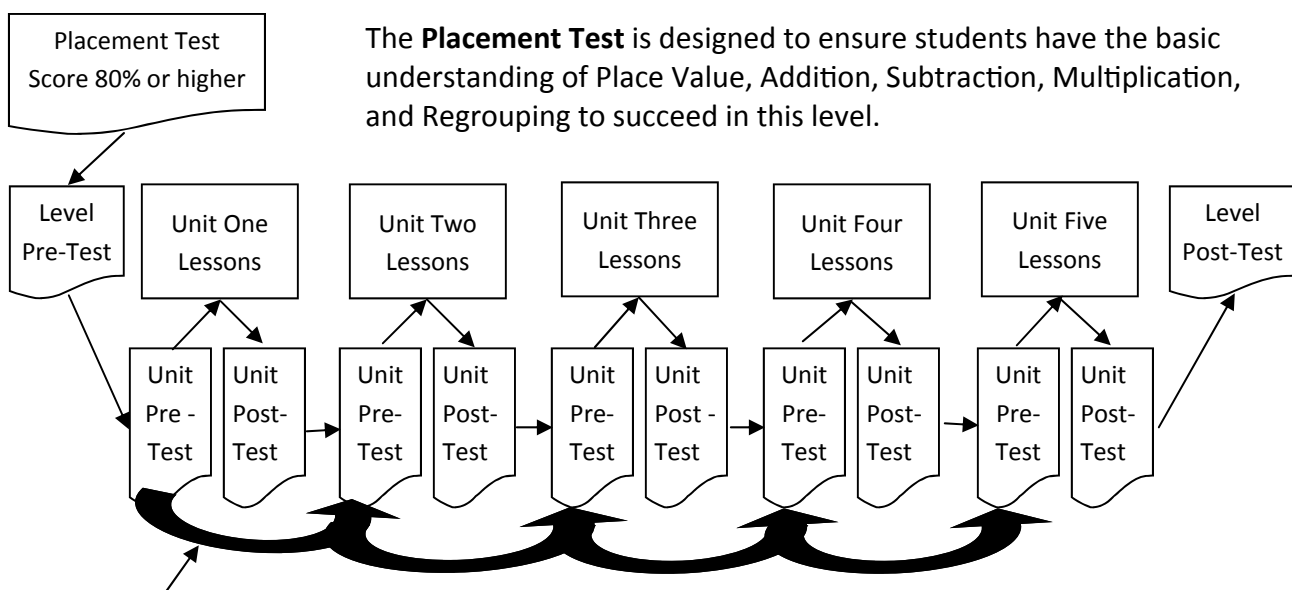 Placement Test
Score 80% or higher
The Placement Test is designed to ensure students have the basic
understanding of Place Value, Addition, Subtraction, Multiplication,
and Regrouping to succeed in this level.
Level
Pre-Test
Unit One
Lessons
Unit Two
Lessons
Unit Three
Lessons
Unit Four
Lessons
Unit Five
Lessons
Level
Post-Test
Unit
Pre -
Test
Unit
Post-
Test
Unit
Pre-
Test
Unit
Post-
Test
Unit
Pre-
Test
Unit
Post -
Test
Unit
Pre-
Test
Unit
Post-
Test
Unit
Pre-
Test
Unit
Post-
Test